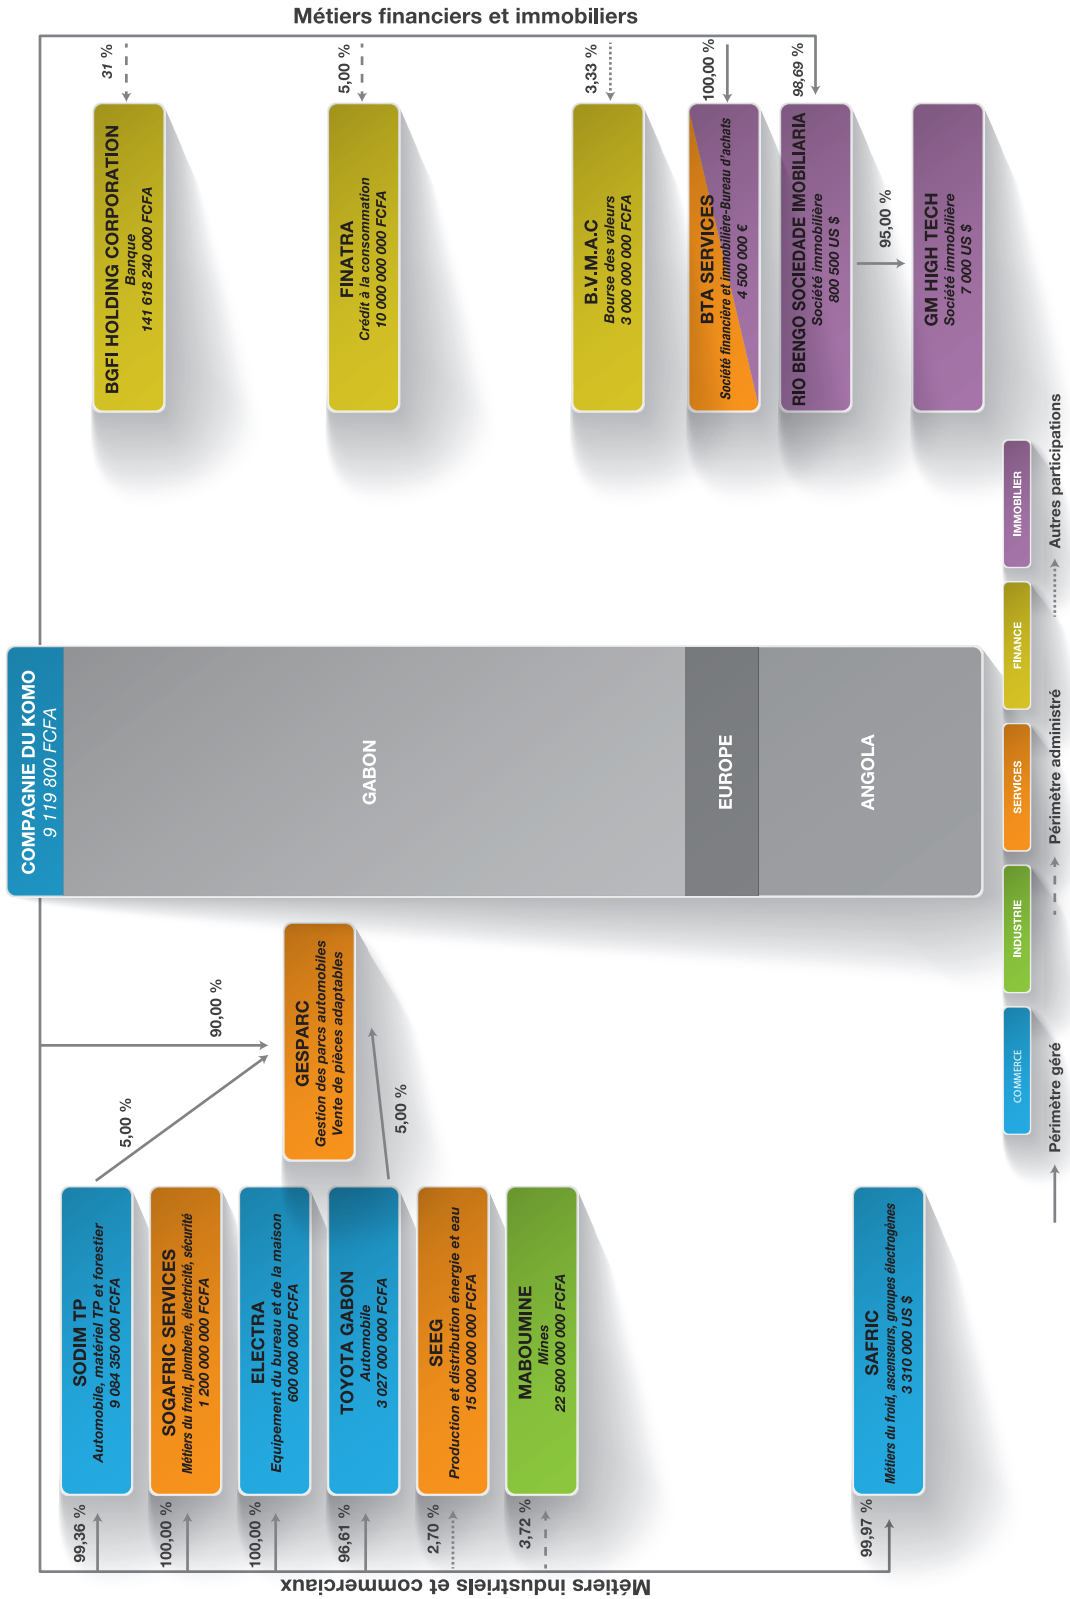 Métiers financiers et immobiliers
Métiers industriels et commerciaux
COMPAGNIE DU KOMO
9 119 800 FCFA
GABON
EUROPE
ANGOLA
99,36 %
SODIM TP
Automobile, matériel TP et forestier
9 084 350 000 FCFA
5,00 %
90,00 %
100,00 %
SOGAFRIC SERVICES
Métiers du froid, plomberie, électricité, sécurité
1 200 000 000 FCFA
100,00 %
ELECTRA
Equipement du bureau et de la maison
600 000 000 FCFA
GESPARC
Gestion des parcs automobiles
Vente de pièces adaptables
96,61 %
TOYOTA GABON
Automobile
3 027 000 000 FCFA
5,00 %
2,70 %
SEEG
Production et distribution énergie et eau
15 000 000 000 FCFA
3,72 %
MABOUMINE
Mines
22 500 000 000 FCFA
99,97 %
SAFRIC
Métiers du froid, ascenseurs, groupes électrogènes
3 310 000 US $
31 %
BGFI HOLDING CORPORATION
Banque
141 618 240 000 FCFA
5,00 %
FINATRA
Crédit à la consommation
10 000 000 000 FCFA
3,33 %
B.V.M.A.C
Bourse des valeurs
3 000 000 000 FCFA
100,00 %
BTA SERVICES
Société financière et immobilière-Bureau d'achats
4 500 000 €
98,69 %
RIO BENGO SOCIEDADE IMOBILIARIA
Société immobilière
800 500 US $
95,00 %
GM HIGH TECH
Société immobilière
7 000 US $
COMMERCE
INDUSTRIE
SERVICES
FINANCE
IMMOBILIER
Périmètre géré
Périmètre administré
Autres participations